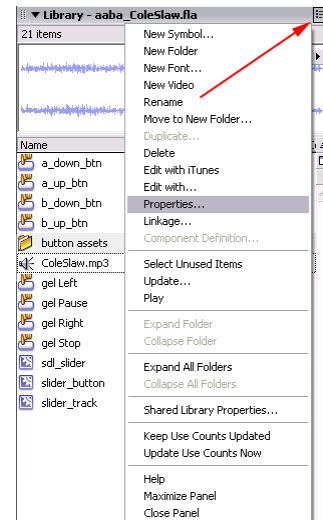 Library - aaba_ColeSlaw.fla
21 items
Name
a_down_btn
a_up_btn
b_down_btn
b_up_btn
button assets
ColeSlaw.mp3
gel Left
gel Pause
gel Right
gel Stop
sdl_slider
slider_button
slider_track
New Symbol...
New Folder
New Font...
New Video
Rename
Move to New Folder...
Duplicate...
Delete
Edit with iTunes
Edit with...
Properties...
Linkage...
Component Definition...
Select Unused Items
Update...
Play
Expand Folder
Collapse Folder
Expand All Folders
Collapse All Folders
Shared Library Properties...
Keep Use Counts Updated
Update Use Counts Now
Help
Maximize Panel
Close Panel